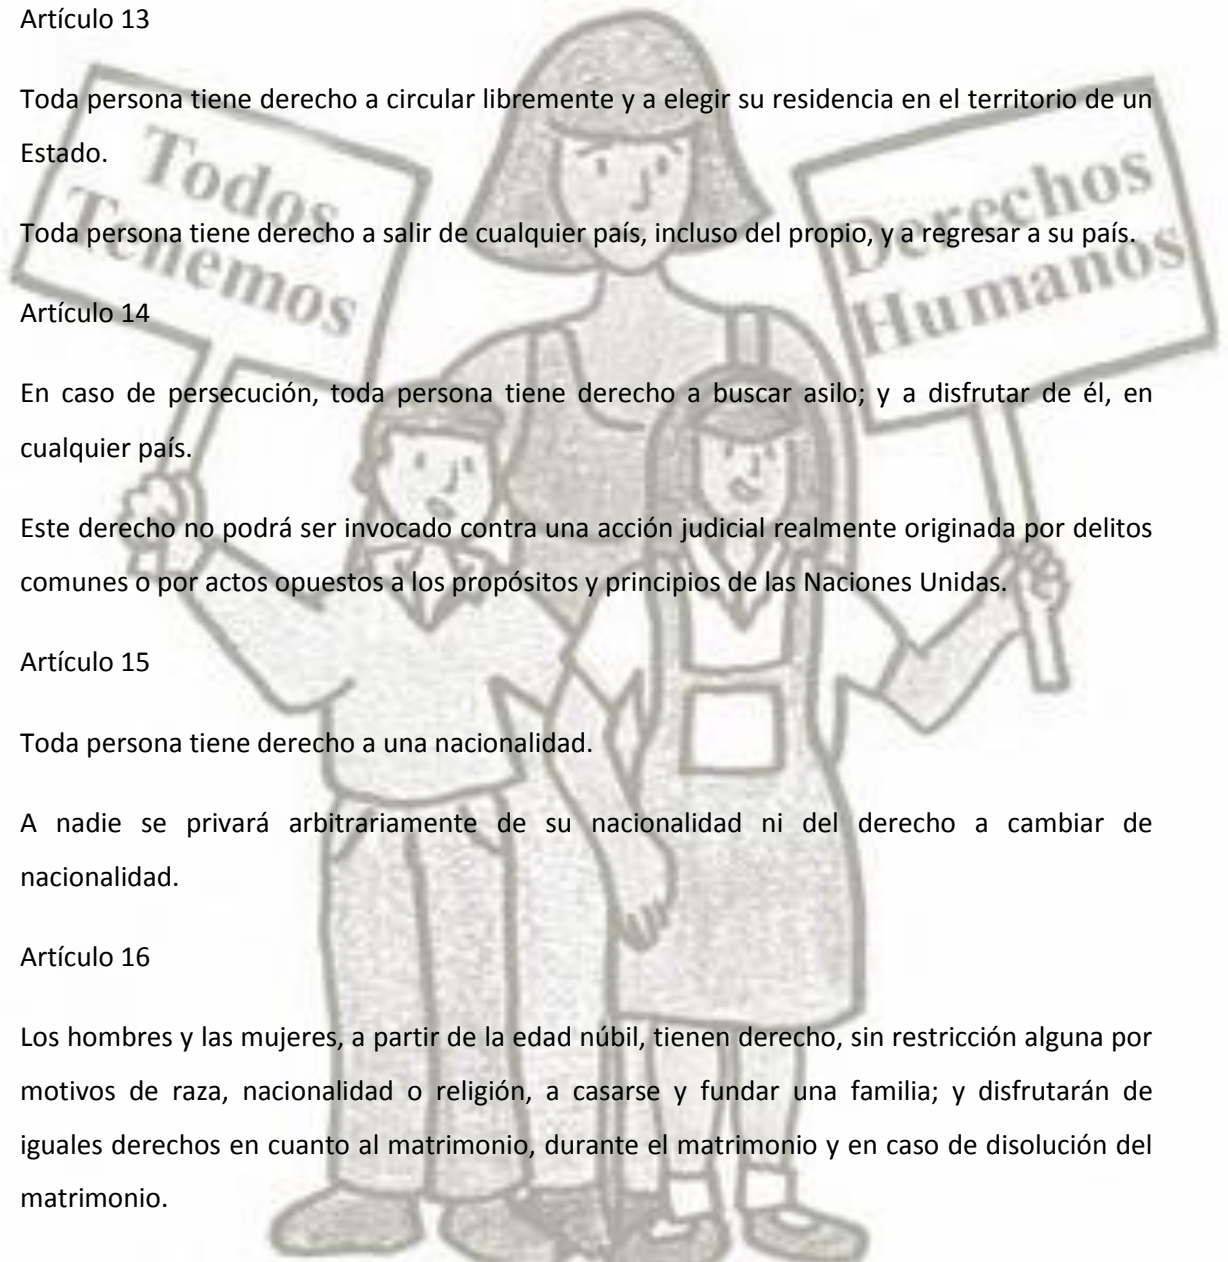 Artículo 13
Toda persona tiene derecho a circular libremente y a elegir su residencia en el territorio de un
Estado.
Todos
Tenemos
Derechos
Humanos
Toda persona tiene derecho a salir de cualquier país, incluso del propio, y a regresar a su país.
Artículo 14
En caso de persecución, toda persona tiene derecho a buscar asilo; y a disfrutar de él, en
cualquier país.
Este derecho no podrá ser invocado contra una acción judicial realmente originada por delitos
comunes o por actos opuestos a los propósitos y principios de las Naciones Unidas.
Artículo 15
Toda persona tiene derecho a una nacionalidad.
A nadie se privará arbitrariamente de su nacionalidad ni del derecho a cambiar de
nacionalidad.
Artículo 16
Los hombres y las mujeres, a partir de la edad núbil, tienen derecho, sin restricción alguna por
motivos de raza, nacionalidad o religión, a casarse y fundar una familia; y disfrutarán de
iguales derechos en cuanto al matrimonio, durante el matrimonio y en caso de disolución del
matrimonio.